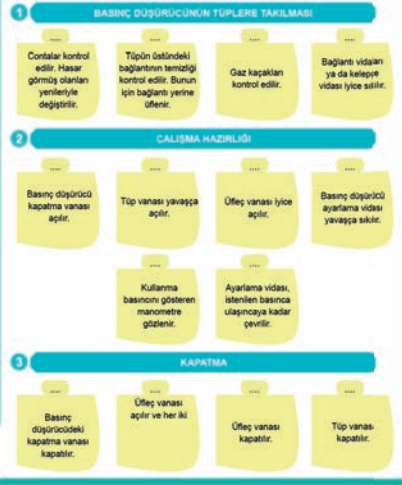 1 BASINÇ DÜŞÜRÜCÜNÜN TÜPLERE TAKILMASI
....
Contalar kontrol
edilir. Hasar
görmüş olanları
yenileriyle
değiştirilir.
....
Tüpün üstündeki
bağlantının temizliği
kontrol edilir. Bunun
için bağlantı yerine
üflenir.
....
Gaz kaçakları
kontrol edilir.
....
Bağlantı vidaları
ya da kelepçe
vidası iyice sıkılır.
2 ÇALIŞMA HAZIRLIĞI
....
Basınç düşürücü
kapatma vanası
açılır.
....
Tüp vanası yavaşça
açılır.
....
Üfleç vanası iyice
açılır.
....
Basınç düşürücü
ayarlama vidası
yavaşça sıkılır.
....
Kullanma
basıncını gösteren
manometre
gözlenir.
....
Ayarlama vidası,
istenilen basınca
ulaşıncaya kadar
çevrilir.
3 KAPATMA
....
Basınç
düşürücüdeki
kapatma vanası
kapatılır.
....
Üfleç vanası
açılır ve her iki
....
Üfleç vanası
kapatılır.
....
Tüp vanası
kapatılır.